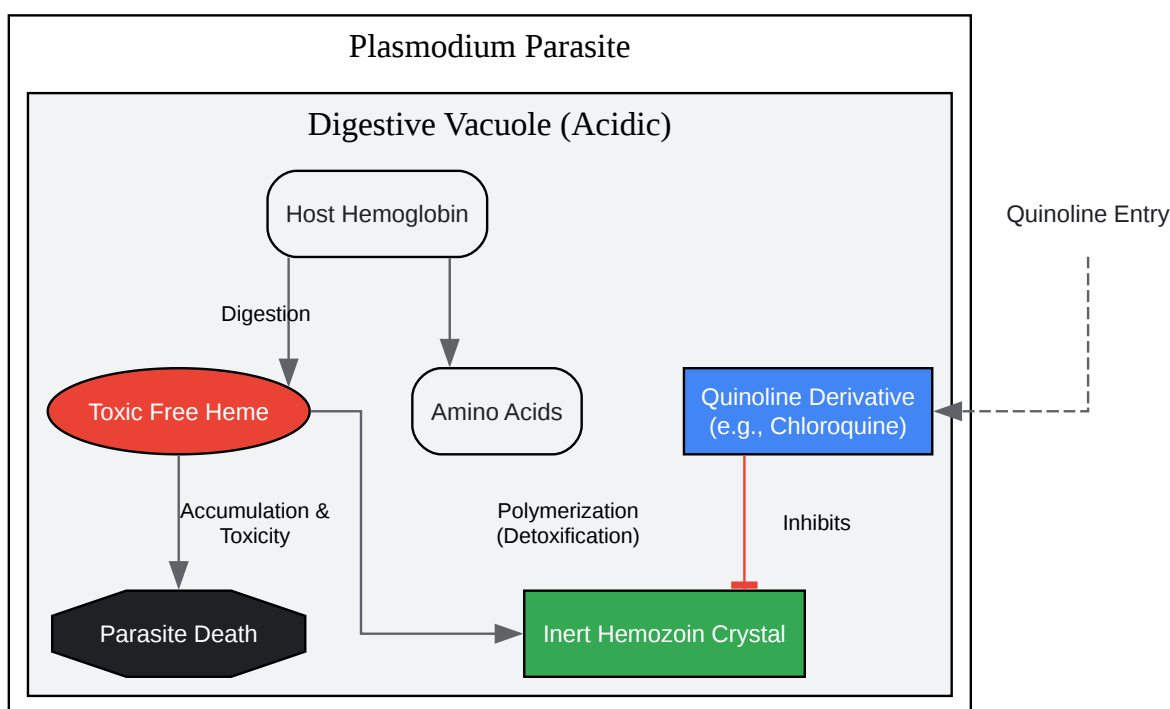 Plasmodium Parasite
Digestive Vacuole (Acidic)
Host Hemoglobin
Quinoline Entry
Digestion
Toxic Free Heme
Amino Acids
Quinoline Derivative
(e.g., Chloroquine)
Accumulation &
Toxicity
Polymerization
(Detoxification)
Inhibits
Parasite Death
Inert Hemozoin Crystal